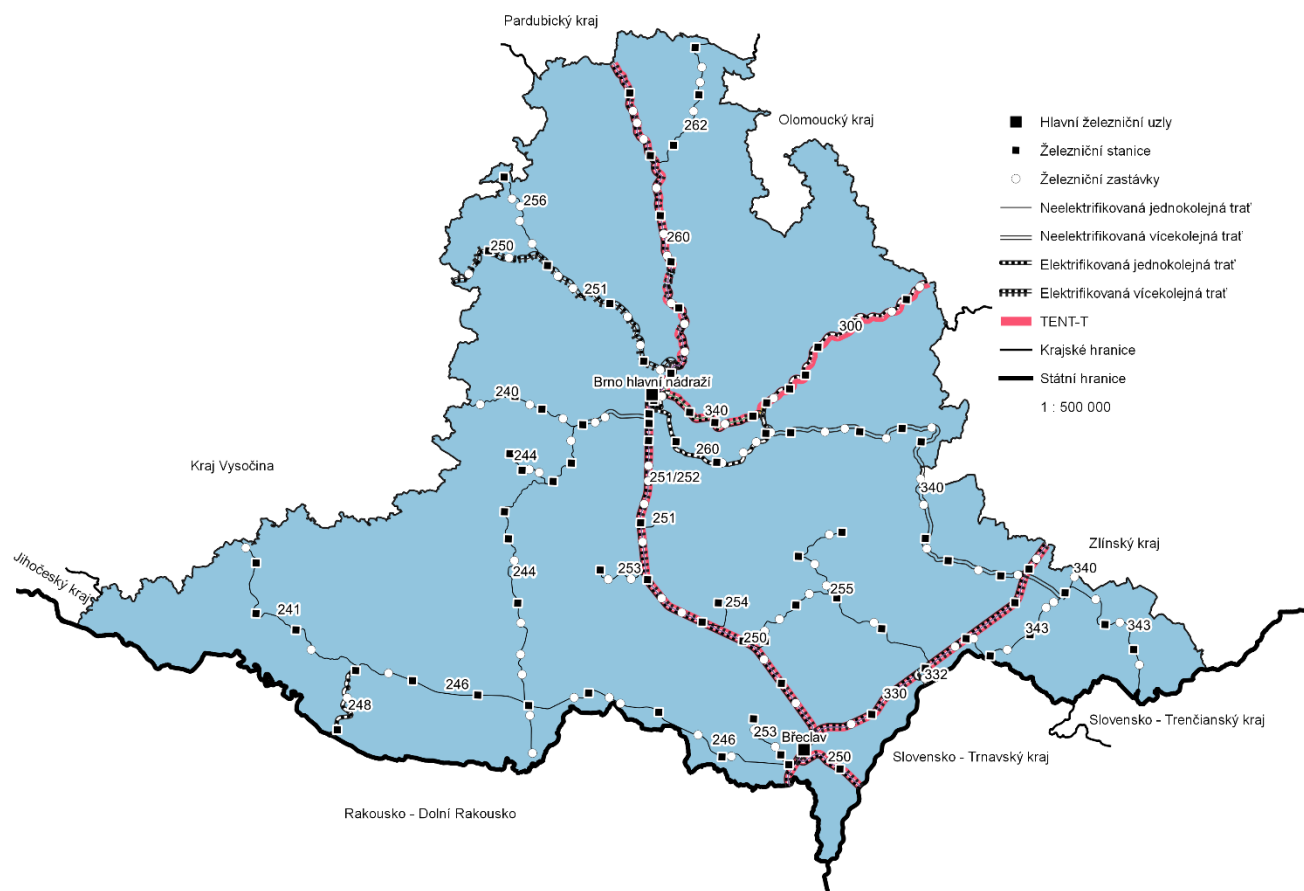 Pardubický kraj
Olomoucký kraj
262
256
260
250
251
300
Brno hlavní nádraží
240
340
260
244
Kraj Vysočina
251/252
340
251
Zlínský kraj
Jihočeský kraj
253
340
244
255
254
241
343
343
250
332
246
248
330
Slovensko - Trenčianský kraj
253
Břeclav
246
250
Slovensko - Trnavský kraj
Rakousko - Dolní Rakousko
Hlavní železniční uzly
Železniční stanice
Železniční zastávky
Neelektrifikovaná jednokolejná trať
Neelektrifikovaná vícekolejná trať
Elektrifikovaná jednokolejná trať
Elektrifikovaná vícekolejná trať
TENT-T
Krajské hranice
Státní hranice
1 : 500 000